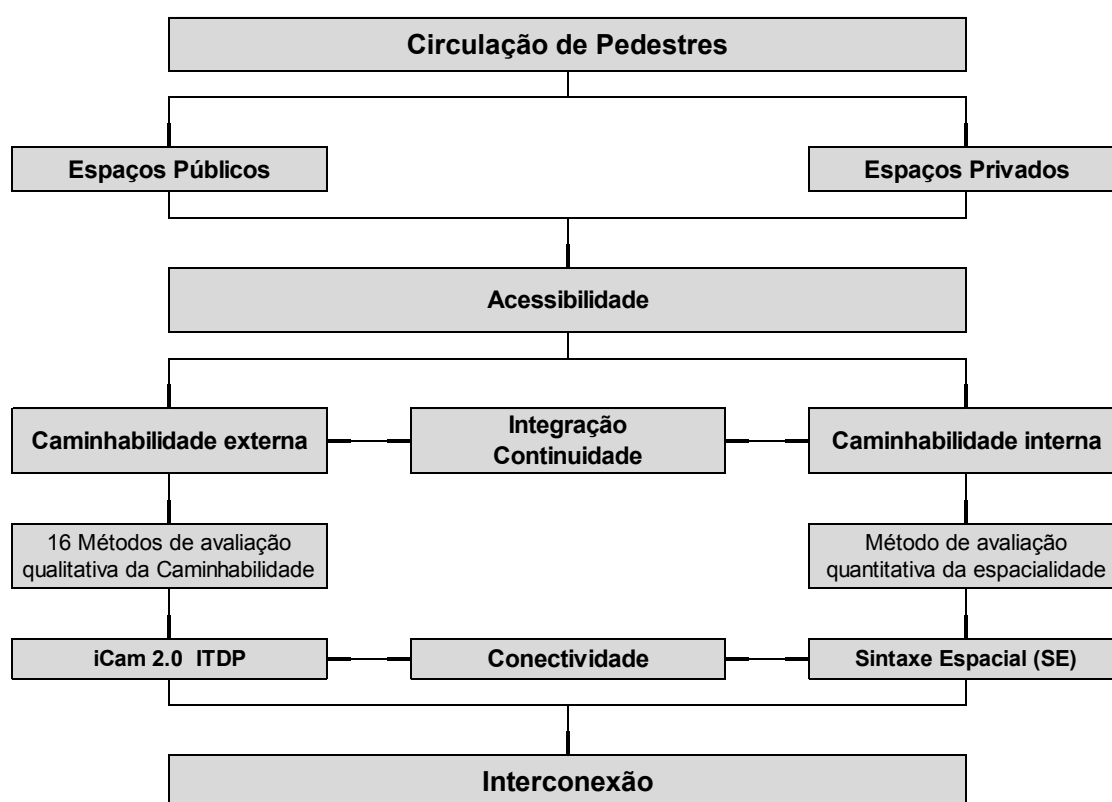 Circulação de Pedestres
Espaços Públicos
Espaços Privados
Acessibilidade
Caminhabilidade externa
Integração
Continuidade
Caminhabilidade interna
16 Métodos de avaliação
qualitativa da Caminhabilidade
Método de avaliação
quantitativa da espacialidade
iCam 2.0 ITDP
Conectividade
Sintaxe Espacial (SE)
Interconexão